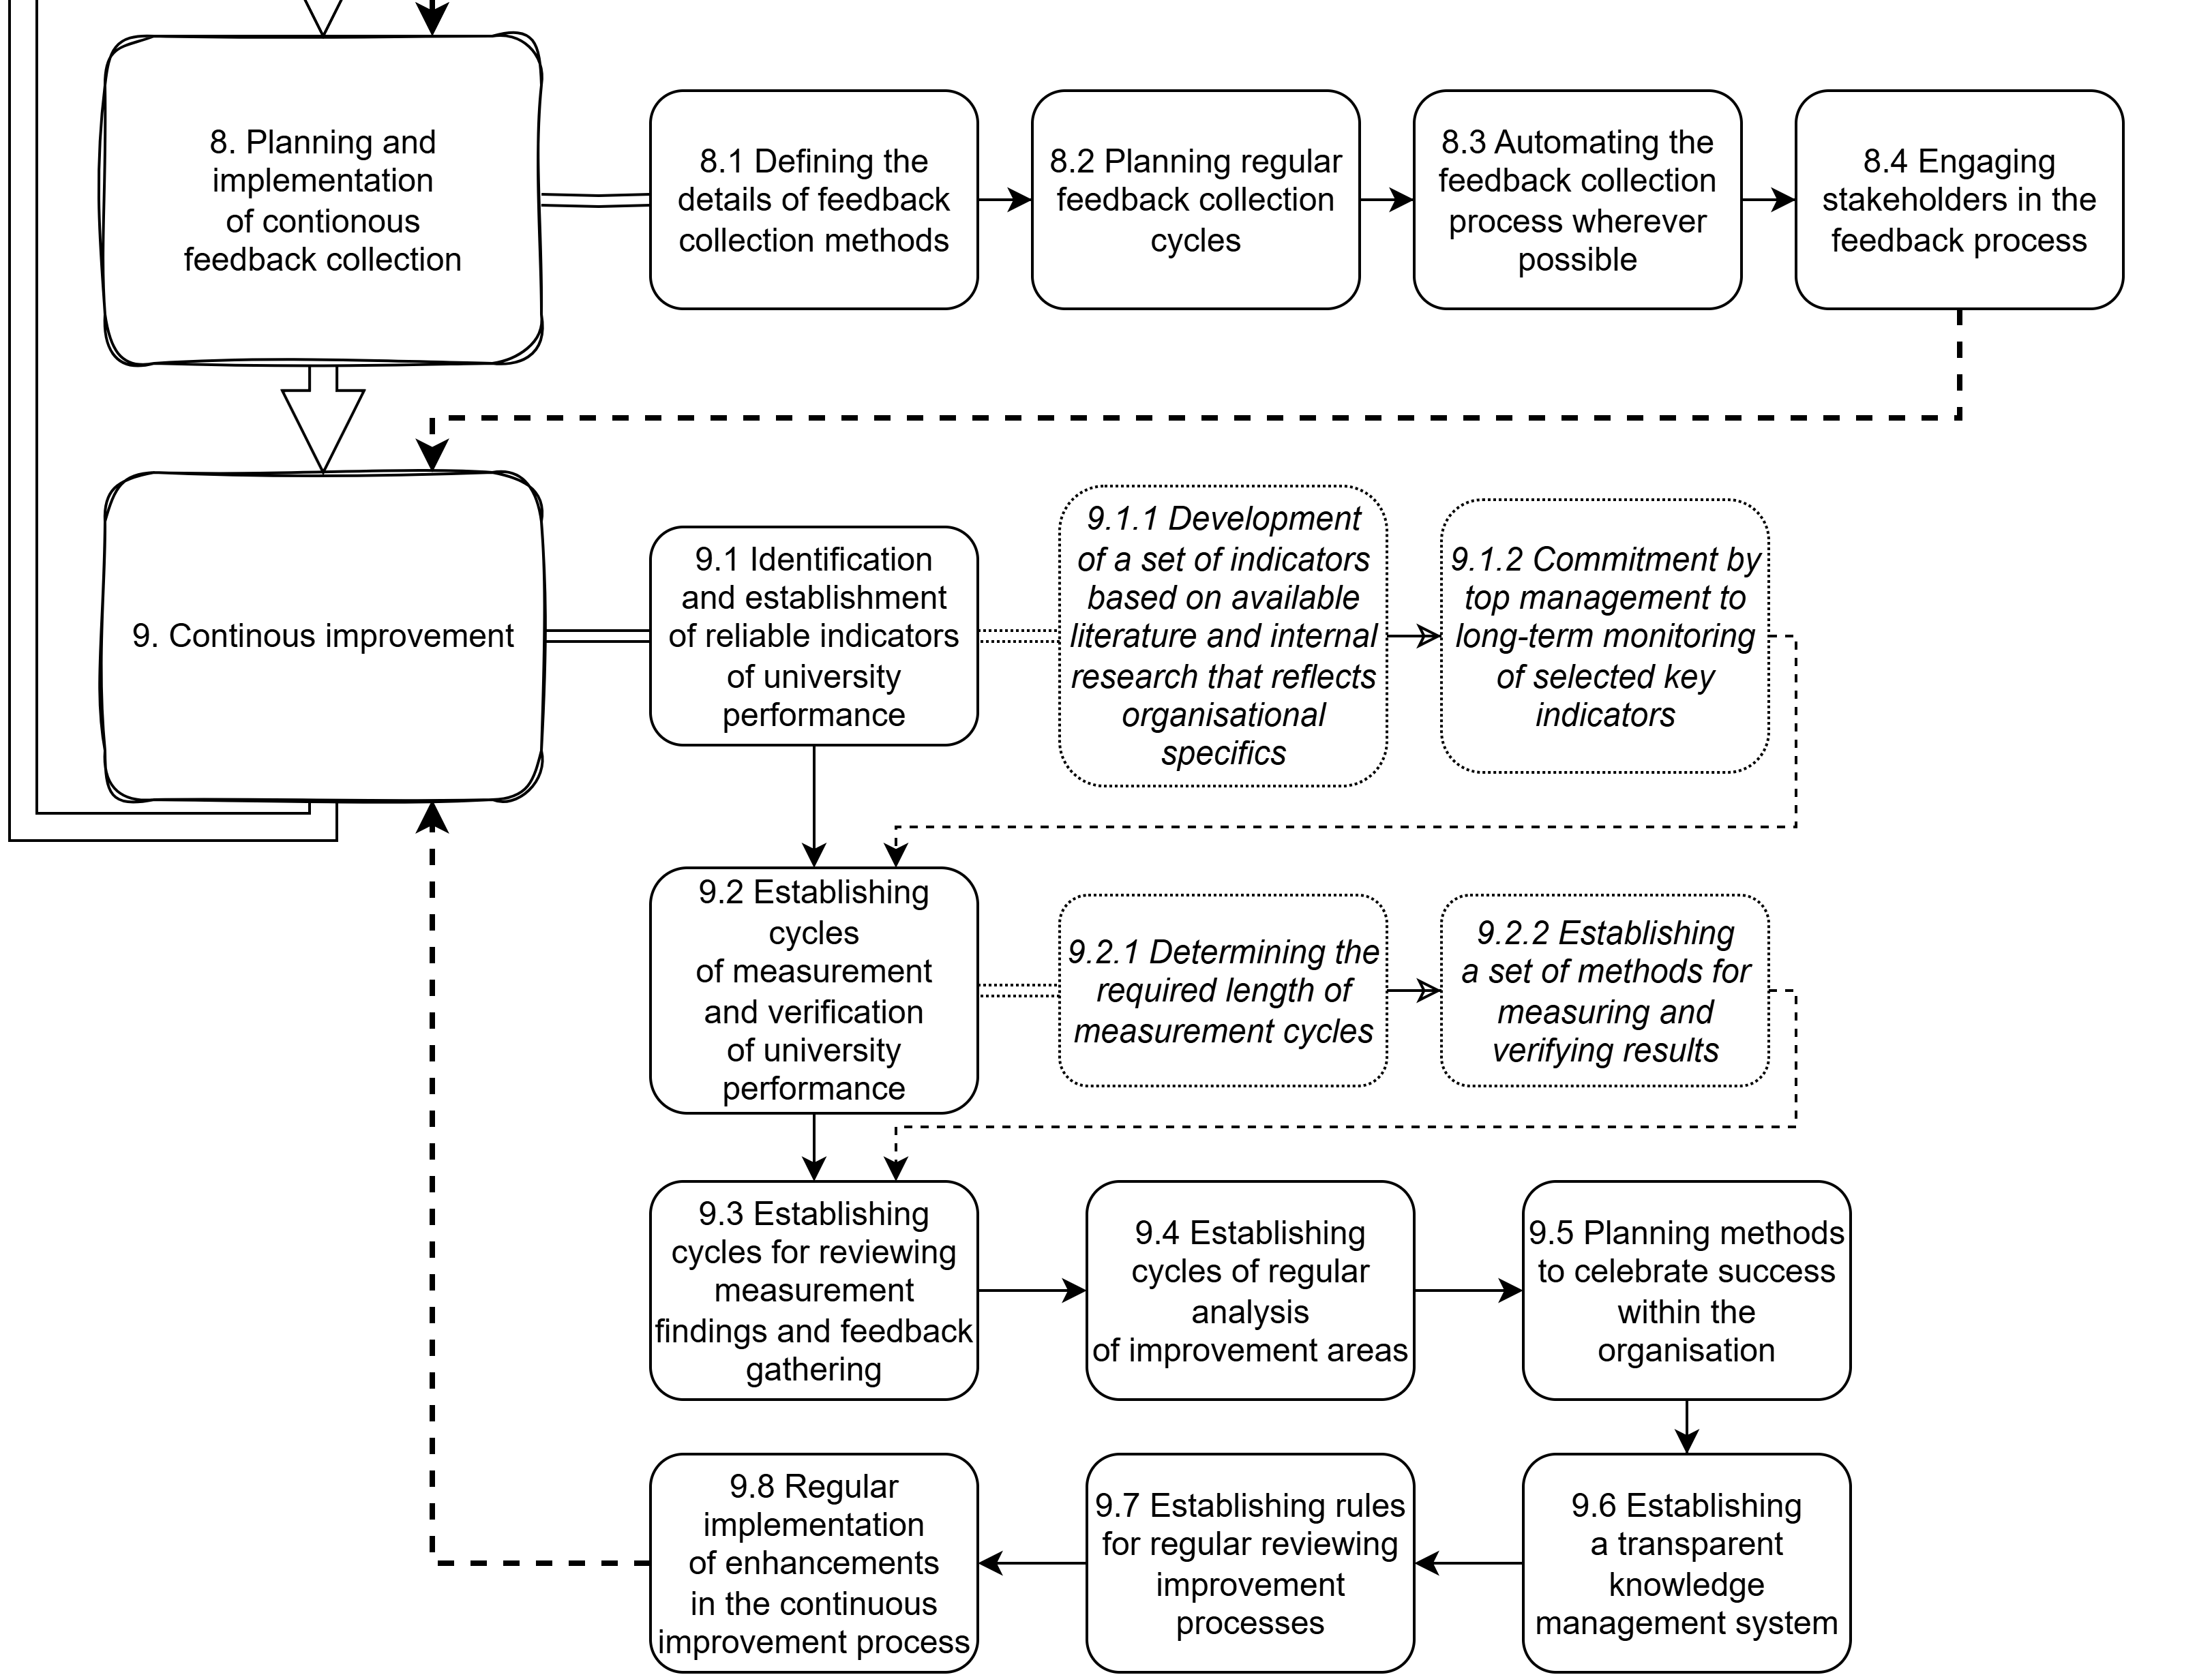 8. Planning and
implementation
of contionous
feedback collection
8.1 Defining the
details of feedback
collection methods
8.2 Planning regular
feedback collection
cycles
8.3 Automating the
feedback collection
process wherever
possible
8.4 Engaging
stakeholders in the
feedback process
9. Continous improvement
9.1 Identification
and establishment
of reliable indicators
of university
performance
9.1.1 Development
of a set of indicators
based on available
literature and internal
research that reflects
organisational
specifics
9.1.2 Commitment by
top management to
long-term monitoring
of selected key
indicators
9.2 Establishing
cycles
of measurement
and verification
of university
performance
9.2.1 Determining the
required length of
measurement cycles
9.2.2 Establishing
a set of methods for
measuring and
verifying results
9.3 Establishing
cycles for reviewing
measurement
findings and feedback
gathering
9.4 Establishing
cycles of regular
analysis
of improvement areas
9.5 Planning methods
to celebrate success
within the
organisation
9.6 Establishing
a transparent
knowledge
management system
9.7 Establishing rules
for regular reviewing
improvement
processes
9.8 Regular
implementation
of enhancements
in the continuous
improvement process